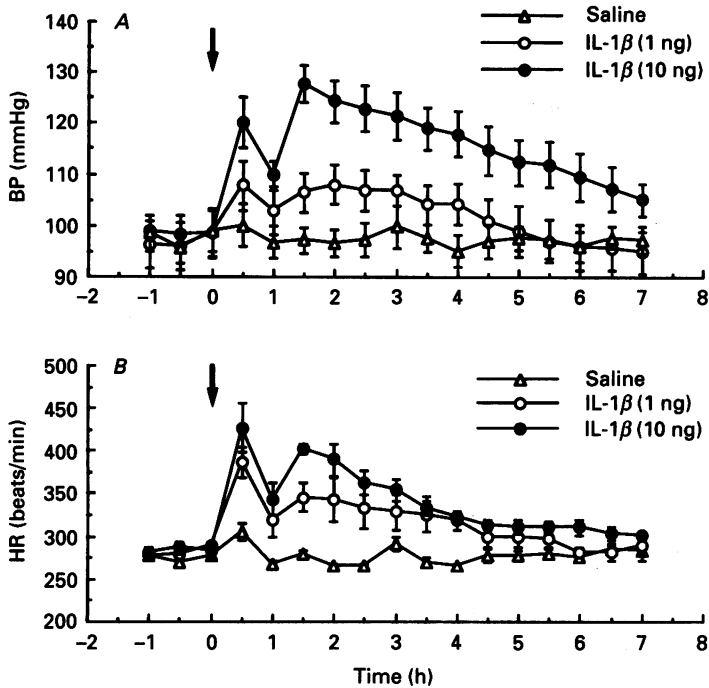 A
Saline
IL-1β (1 ng)
IL-1β (10 ng)
BP (mmHg)
140
130
120
110
100
90
−2 −1 0 1 2 3 4 5 6 7 8
B
Saline
IL-1β (1 ng)
IL-1β (10 ng)
HR (beats/min)
500
450
400
350
300
250
200
−2 −1 0 1 2 3 4 5 6 7 8
Time (h)